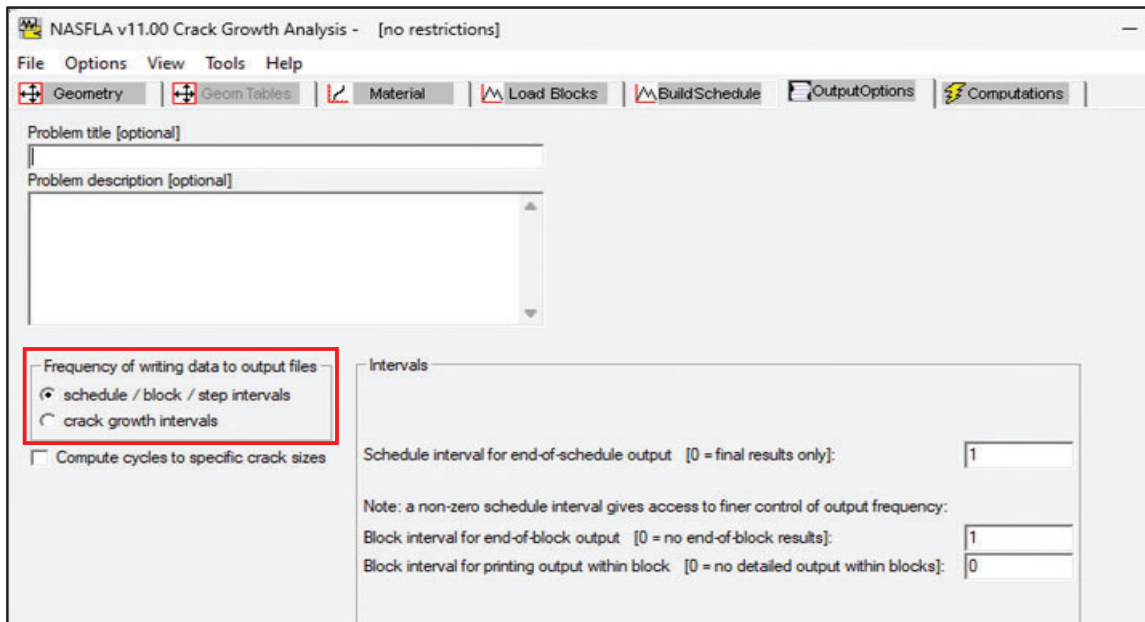 NASFLA v11.00 Crack Growth Analysis - [no restrictions]
File Options View Tools Help
Geometry Geom Tables Material Load Blocks BuildSchedule OutputOptions Computations
Problem title [optional]
Problem description [optional]
Frequency of writing data to output files
schedule / block / step intervals
crack growth intervals
Compute cycles to specific crack sizes
Intervals
Schedule interval for end-of-schedule output [0 = final results only]: 1
Note: a non-zero schedule interval gives access to finer control of output frequency:
Block interval for end-of-block output [0 = no end-of-block results]: 1
Block interval for printing output within block [0 = no detailed output within blocks]: 0